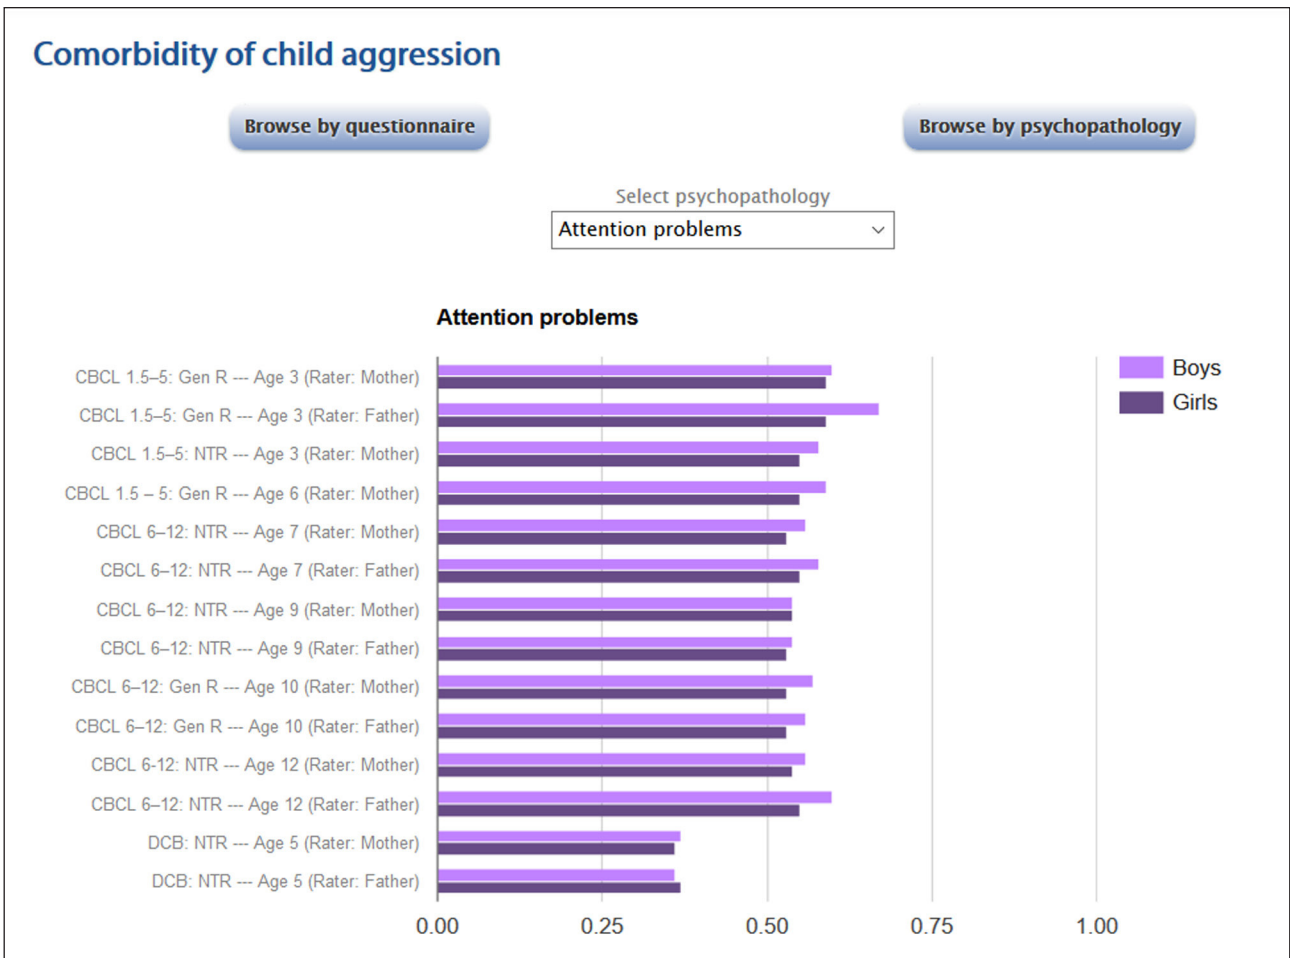 Comorbidity of child aggression
Browse by questionnaire
Browse by psychopathology
Select psychopathology
Attention problems
Attention problems
Boys
Girls
CBCL 1.5–5: Gen R --- Age 3 (Rater: Mother)
CBCL 1.5–5: Gen R --- Age 3 (Rater: Father)
CBCL 1.5–5: NTR --- Age 3 (Rater: Mother)
CBCL 1.5 – 5: Gen R --- Age 6 (Rater: Mother)
CBCL 6–12: NTR --- Age 7 (Rater: Mother)
CBCL 6–12: NTR --- Age 7 (Rater: Father)
CBCL 6–12: NTR --- Age 9 (Rater: Mother)
CBCL 6–12: NTR --- Age 9 (Rater: Father)
CBCL 6–12: Gen R --- Age 10 (Rater: Mother)
CBCL 6–12: Gen R --- Age 10 (Rater: Father)
CBCL 6-12: NTR --- Age 12 (Rater: Mother)
CBCL 6–12: NTR --- Age 12 (Rater: Father)
DCB: NTR --- Age 5 (Rater: Mother)
DCB: NTR --- Age 5 (Rater: Father)
0.00 0.25 0.50 0.75 1.00